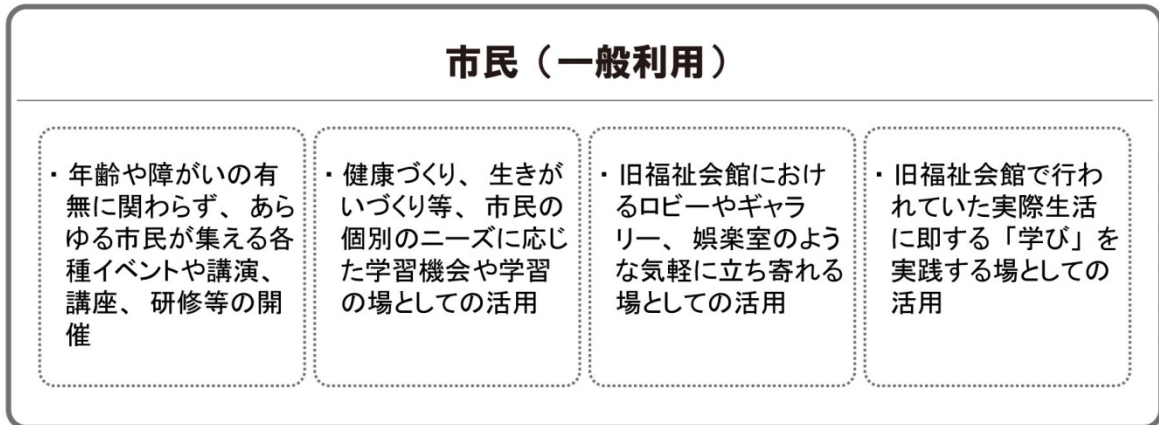 市民（一般利用）
・年齢や障がいの有
無に関わらず、あら
ゆる市民が集える各
種イベントや講演、
講座、研修等の開
催
・健康づくり、生きが
いづくり等、市民の
個別のニーズに応じ
た学習機会や学習
の場としての活用
・旧福祉会館におけ
るロビーやギャラ
リー、娯楽室のよう
な気軽に立ち寄れる
場としての活用
・旧福祉会館で行わ
れていた実際生活
に即する「学び」を
実践する場としての
活用